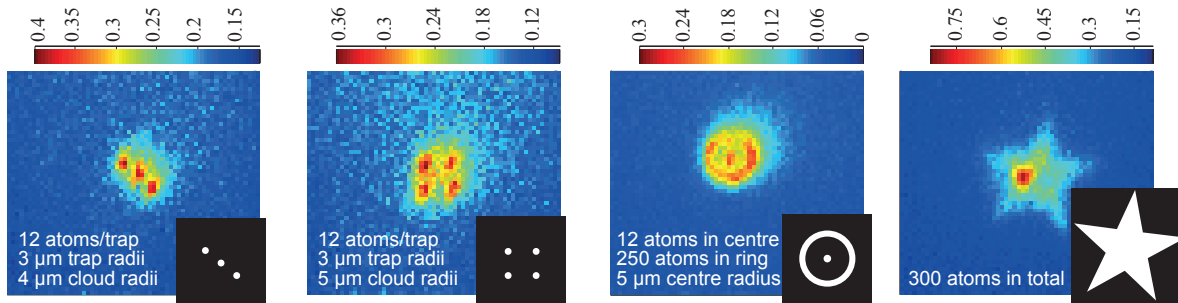 0.4 0.35 0.3 0.25 0.2 0.15
12 atoms/trap
3 µm trap radii
4 µm cloud radii
0.36 0.3 0.24 0.18 0.12
12 atoms/trap
3 µm trap radii
5 µm cloud radii
0.3 0.24 0.18 0.12 0.06 0
12 atoms in centre
250 atoms in ring
5 µm centre radius
0.75 0.6 0.45 0.3 0.15
300 atoms in total